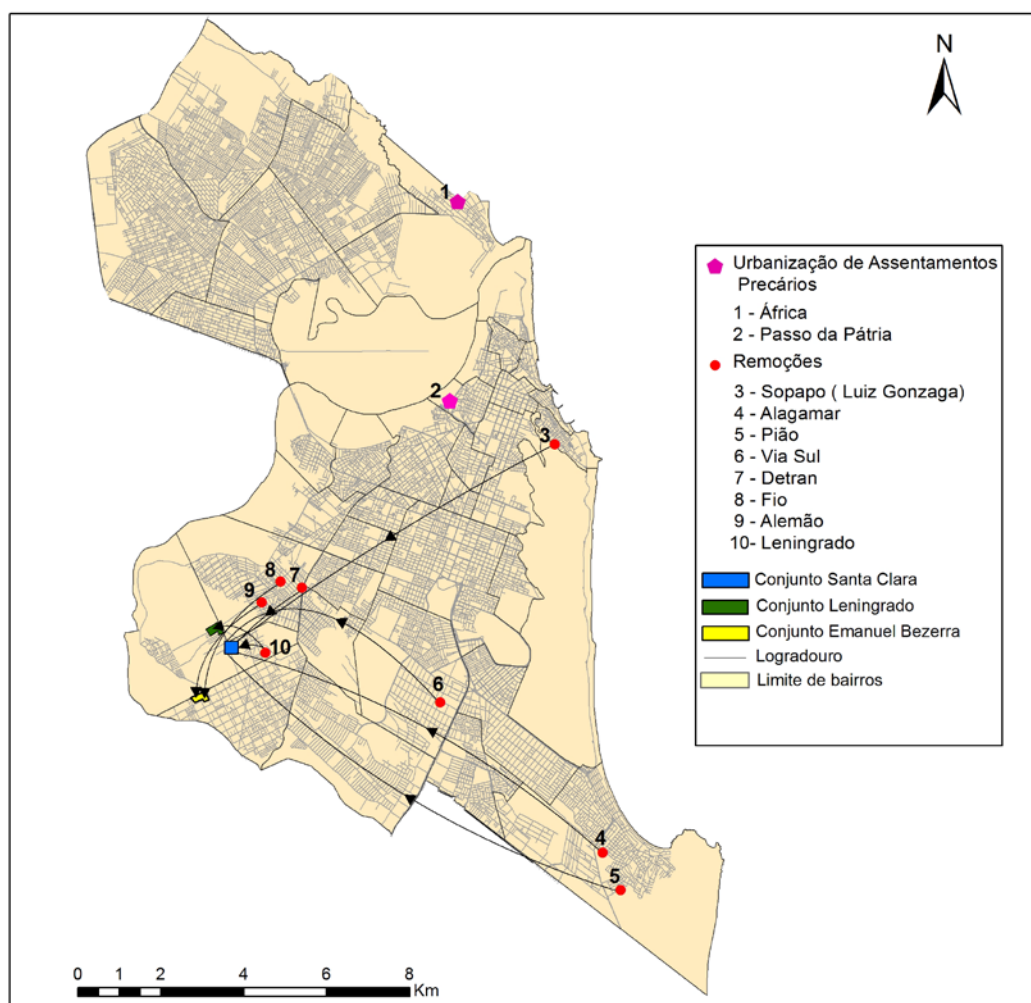 N
1
2
3
8
7
9
10
6
4
5
Urbanização de Assentamentos
Precários
1 - África
2 - Passo da Pátria
Remoções
3 - Sopapo ( Luiz Gonzaga)
4 - Alagamar
5 - Pião
6 - Via Sul
7 - Detran
8 - Fio
9 - Alemão
10- Leningrado
Conjunto Santa Clara
Conjunto Leningrado
Conjunto Emanuel Bezerra
Logradouro
Limite de bairros
0 1 2 4 6 8
Km